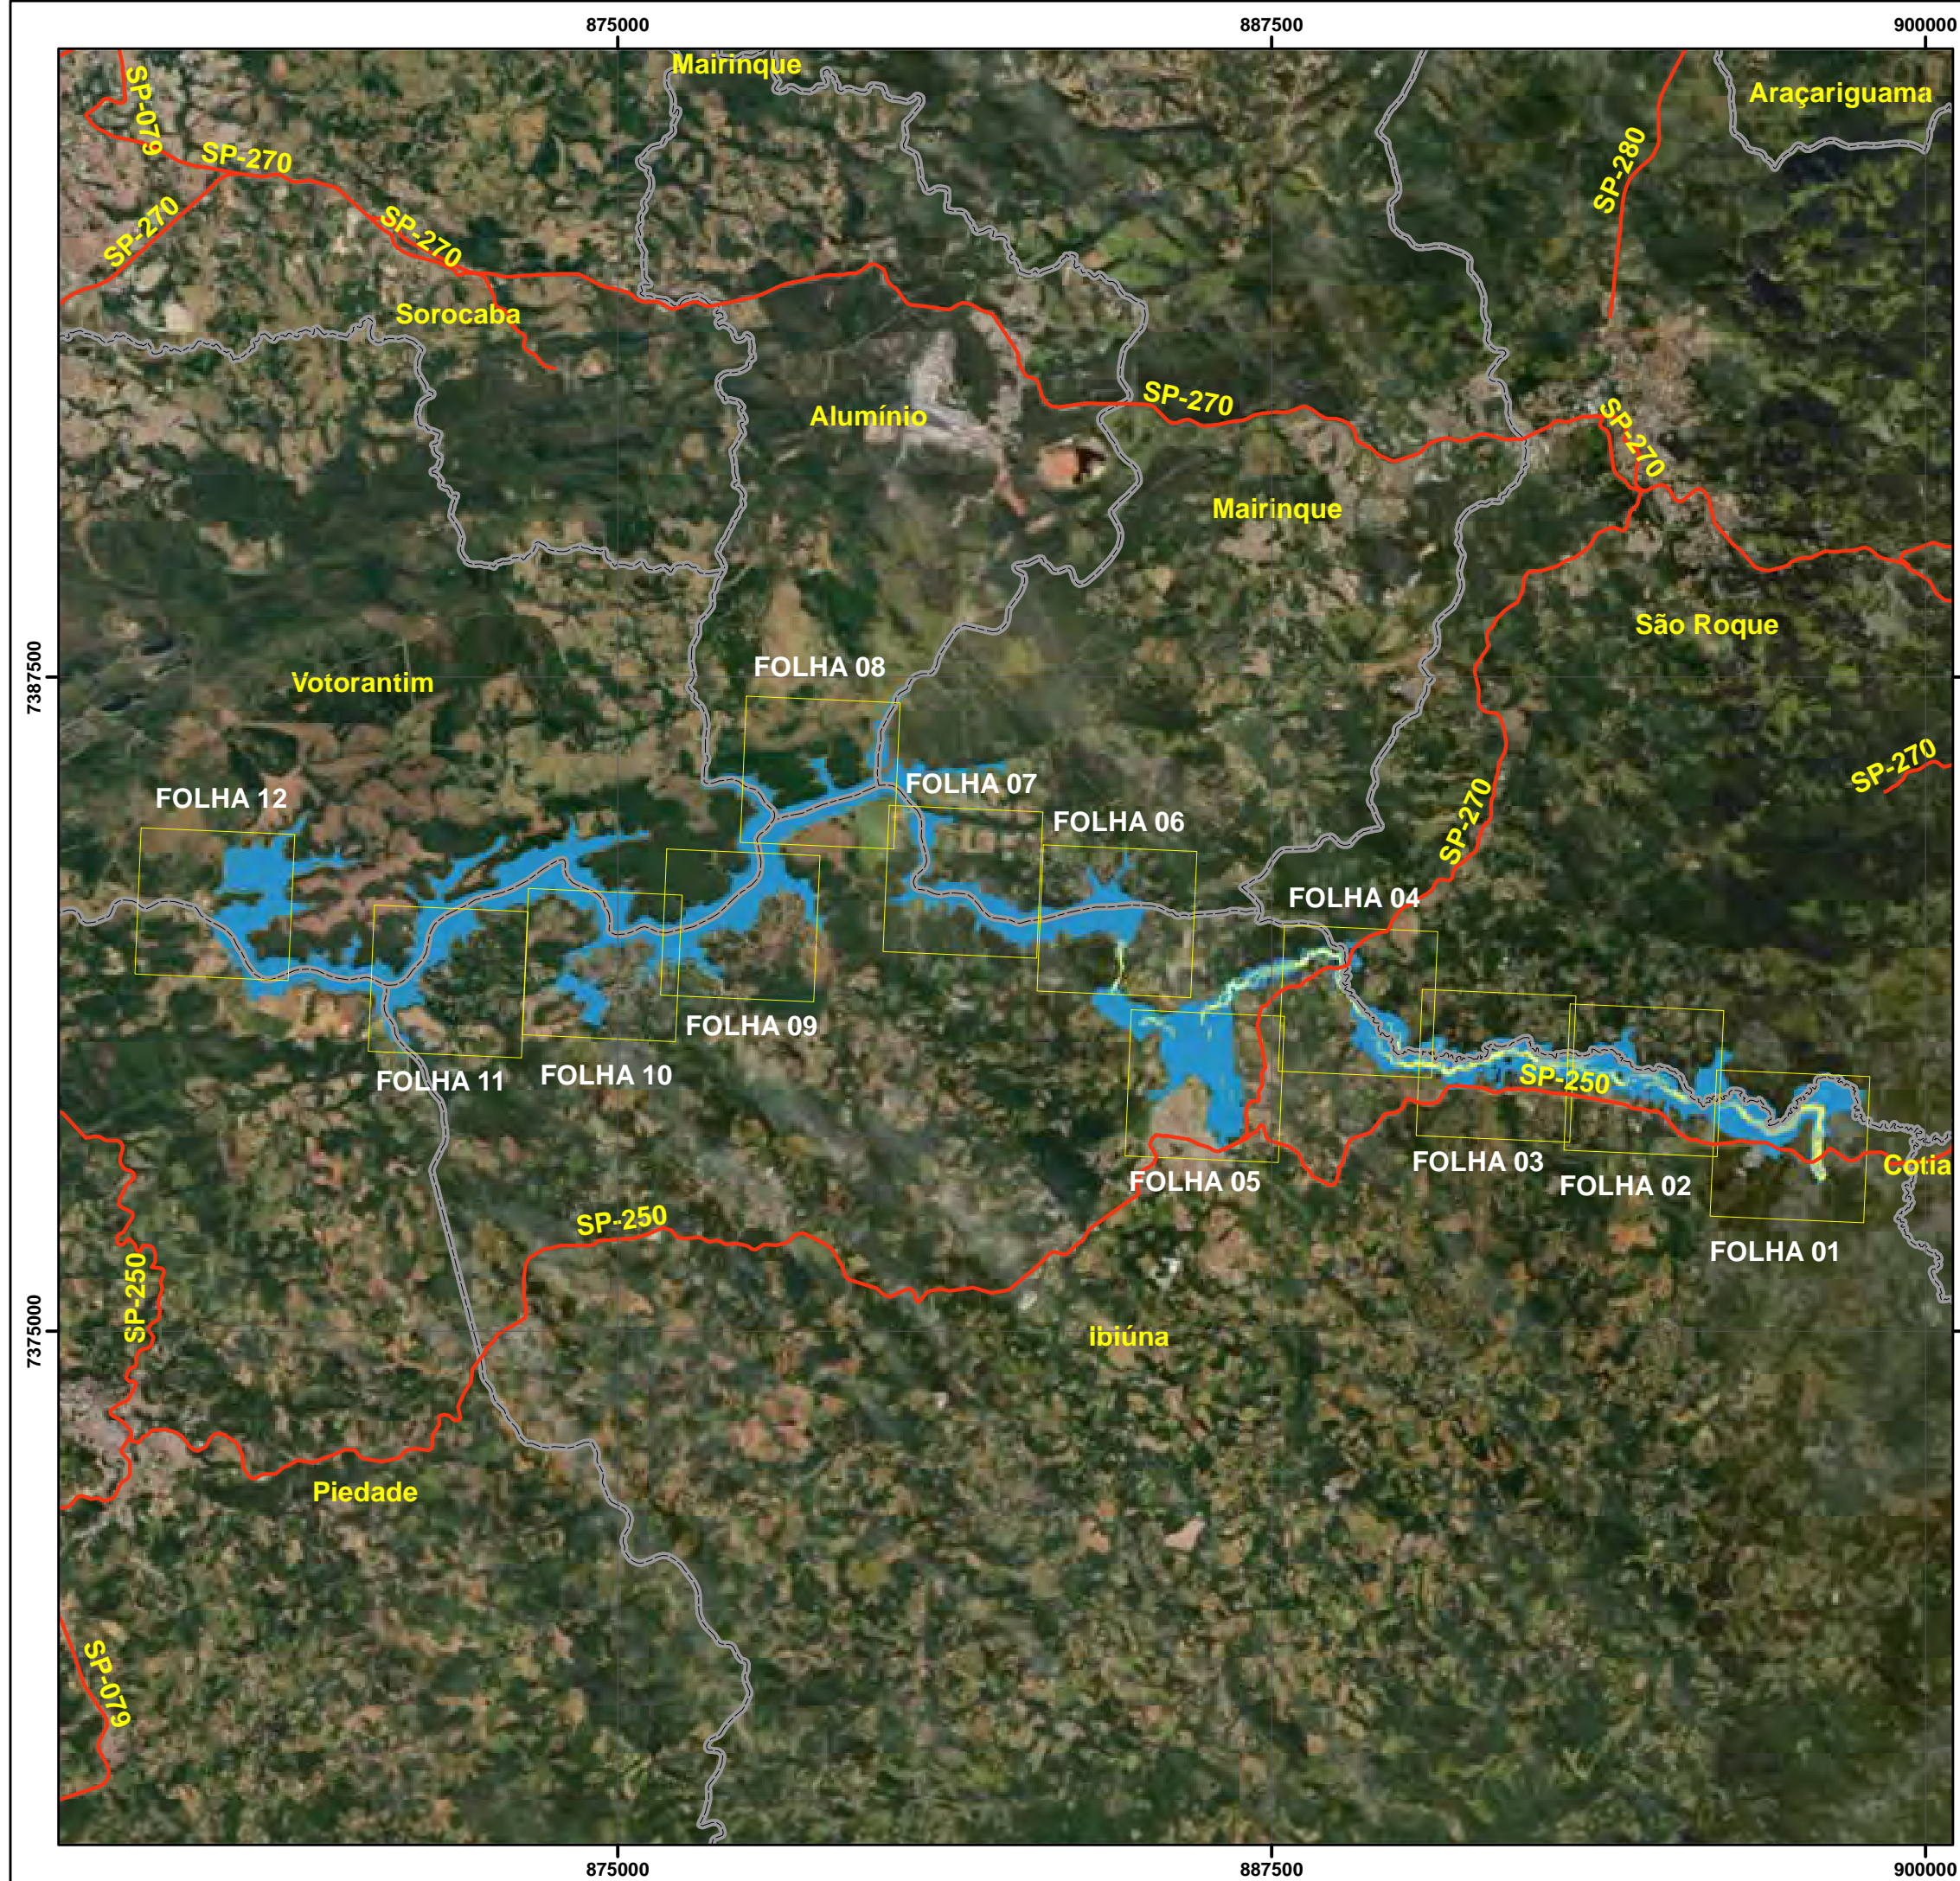 875000
887500
900000
Mairinque
Araçariguama
SP-079
SP-270
SP-280
SP-270
SP-270
Sorocaba
SP-270
Alumínio
SP-270
Mairinque
São Roque
7387500
FOLHA 08
Votorantim
SP-270
FOLHA 07
FOLHA 12
FOLHA 06
SP-270
FOLHA 04
FOLHA 09
FOLHA 11
FOLHA 10
SP-250
FOLHA 03
Cotia
FOLHA 05
FOLHA 02
SP-250
FOLHA 01
SP-250
7375000
Ibiúna
Piedade
SP-079
875000
887500
900000